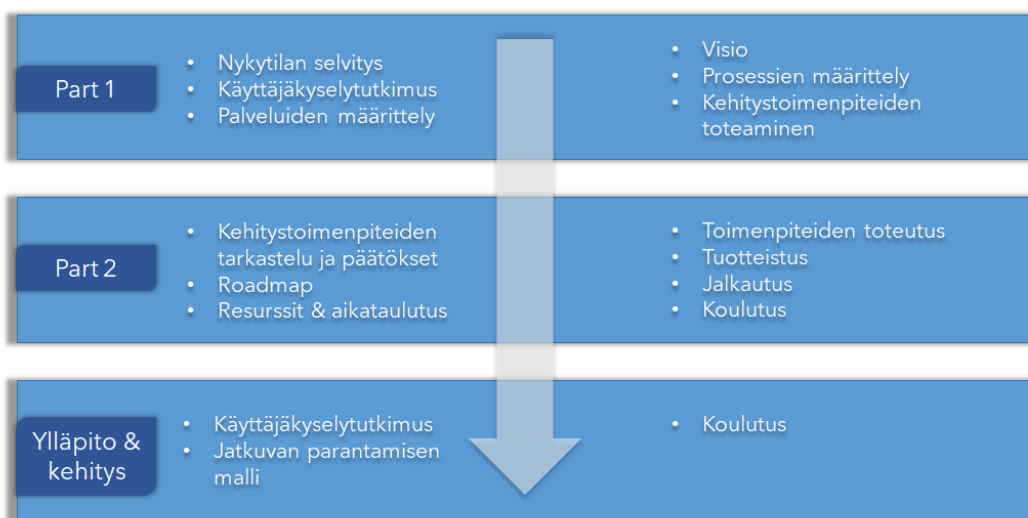 Part 1
• Nykytilan selvitys
• Käyttäjäkyselytutkimus
• Palveluiden määrittely
• Visio
• Prosessien määrittely
• Kehitystoimenpiteiden
toteaminen
Part 2
• Kehitystoimenpiteiden
tarkastelu ja päätökset
• Roadmap
• Resurssit & aikataulutus
• Toimenpiteiden toteutus
• Tuotteistus
• Jalkautus
• Koulutus
Ylläpito &
kehitys
• Käyttäjäkyselytutkimus
• Jatkuvan parantamisen
malli
• Koulutus